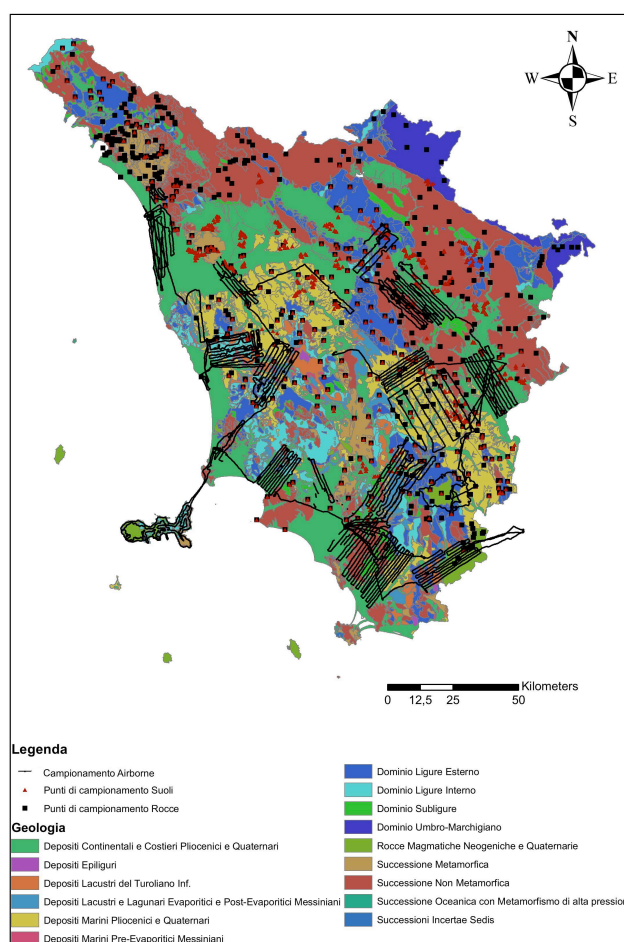 N
W E
S
Kilometers
0 12,5 25 50
Legenda
Campionamento Airborne
Punti di campionamento Suoli
Punti di campionamento Rocce
Geologia
Depositi Continentali e Costieri Pliocenici e Quaternari
Depositi Epiliguri
Depositi Lacustri del Turoliano Inf.
Depositi Lacustri e Lagunari Evaporitici e Post-Evaporitici Messiniani
Depositi Marini Pliocenici e Quaternari
Depositi Marini Pre-Evaporitici Messiniani
Dominio Ligure Esterno
Dominio Ligure Interno
Dominio Subligure
Dominio Umbro-Marchigiano
Rocce Magmatiche Neogeniche e Quaternarie
Successione Metamorfica
Successione Non Metamorfica
Successione Oceanica con Metamorfismo di alta pression
Successioni Incertae Sedis